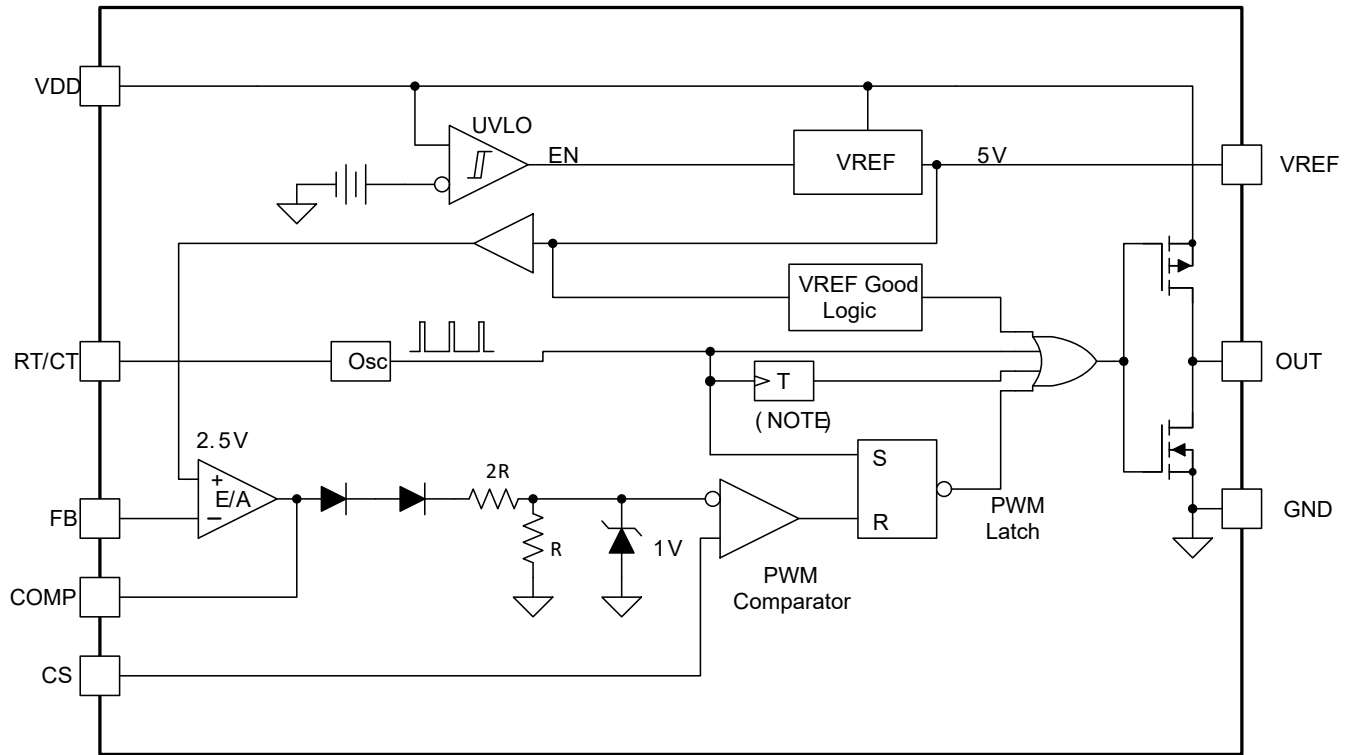 VDD
UVLO
EN
VREF
5V
VREF
VREF Good
Logic
RT/CT
Osc
T
(NOTE)
OUT
2.5V
+
E/A
−
FB
2R
R
1V
S
R
PWM
Latch
GND
COMP
PWM
Comparator
CS